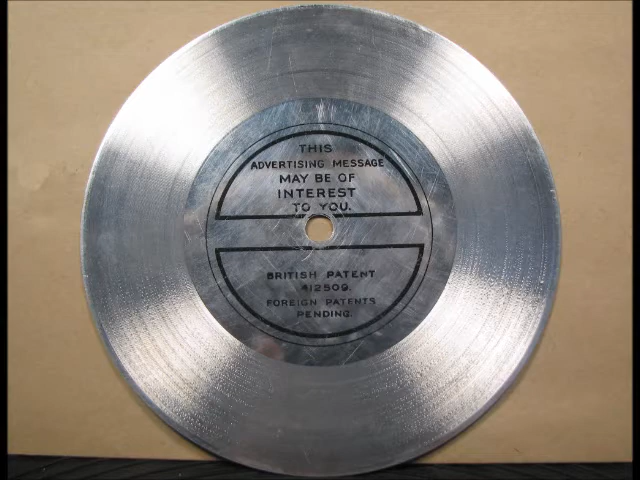 THIS
ADVERTISING MESSAGE
MAY BE OF
INTEREST
TO YOU.
BRITISH PATENT
412509.
FOREIGN PATENTS
PENDING.